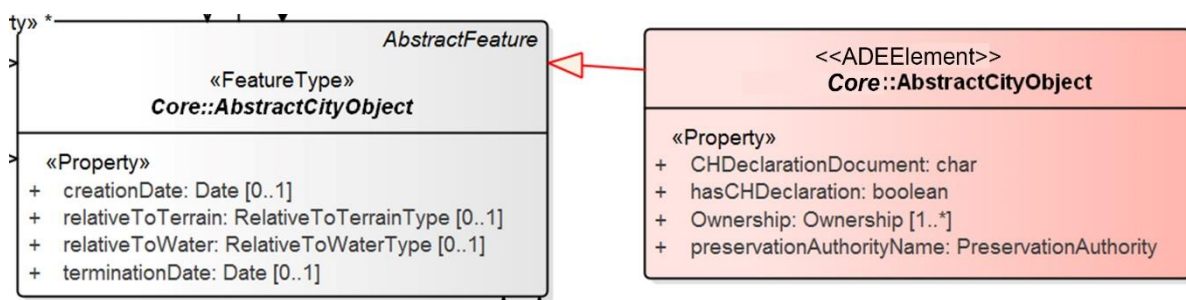 ty» *
AbstractFeature
«FeatureType»
Core::AbstractCityObject
«Property»
+ creationDate: Date [0..1]
+ relativeToTerrain: RelativeToTerrainType [0..1]
+ relativeToWater: RelativeToWaterType [0..1]
+ terminationDate: Date [0..1]
<<ADEElement>>
Core::AbstractCityObject
«Property»
+ CHDeclarationDocument: char
+ hasCHDeclaration: boolean
+ Ownership: Ownership [1..*]
+ preservationAuthorityName: PreservationAuthority